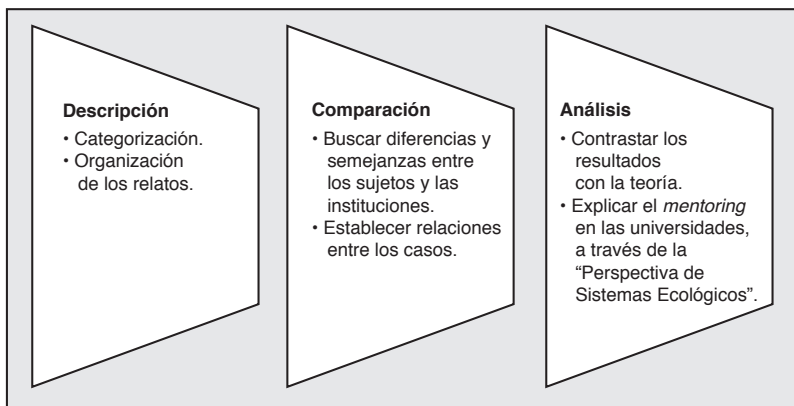 Descripción
• Categorización.
• Organización
de los relatos.
Comparación
• Buscar diferencias y
semejanzas entre
los sujetos y las
instituciones.
• Establecer relaciones
entre los casos.
Análisis
• Contrastar los
resultados
con la teoría.
• Explicar el mentoring
en las universidades,
a través de la
“Perspectiva de
Sistemas Ecológicos”.